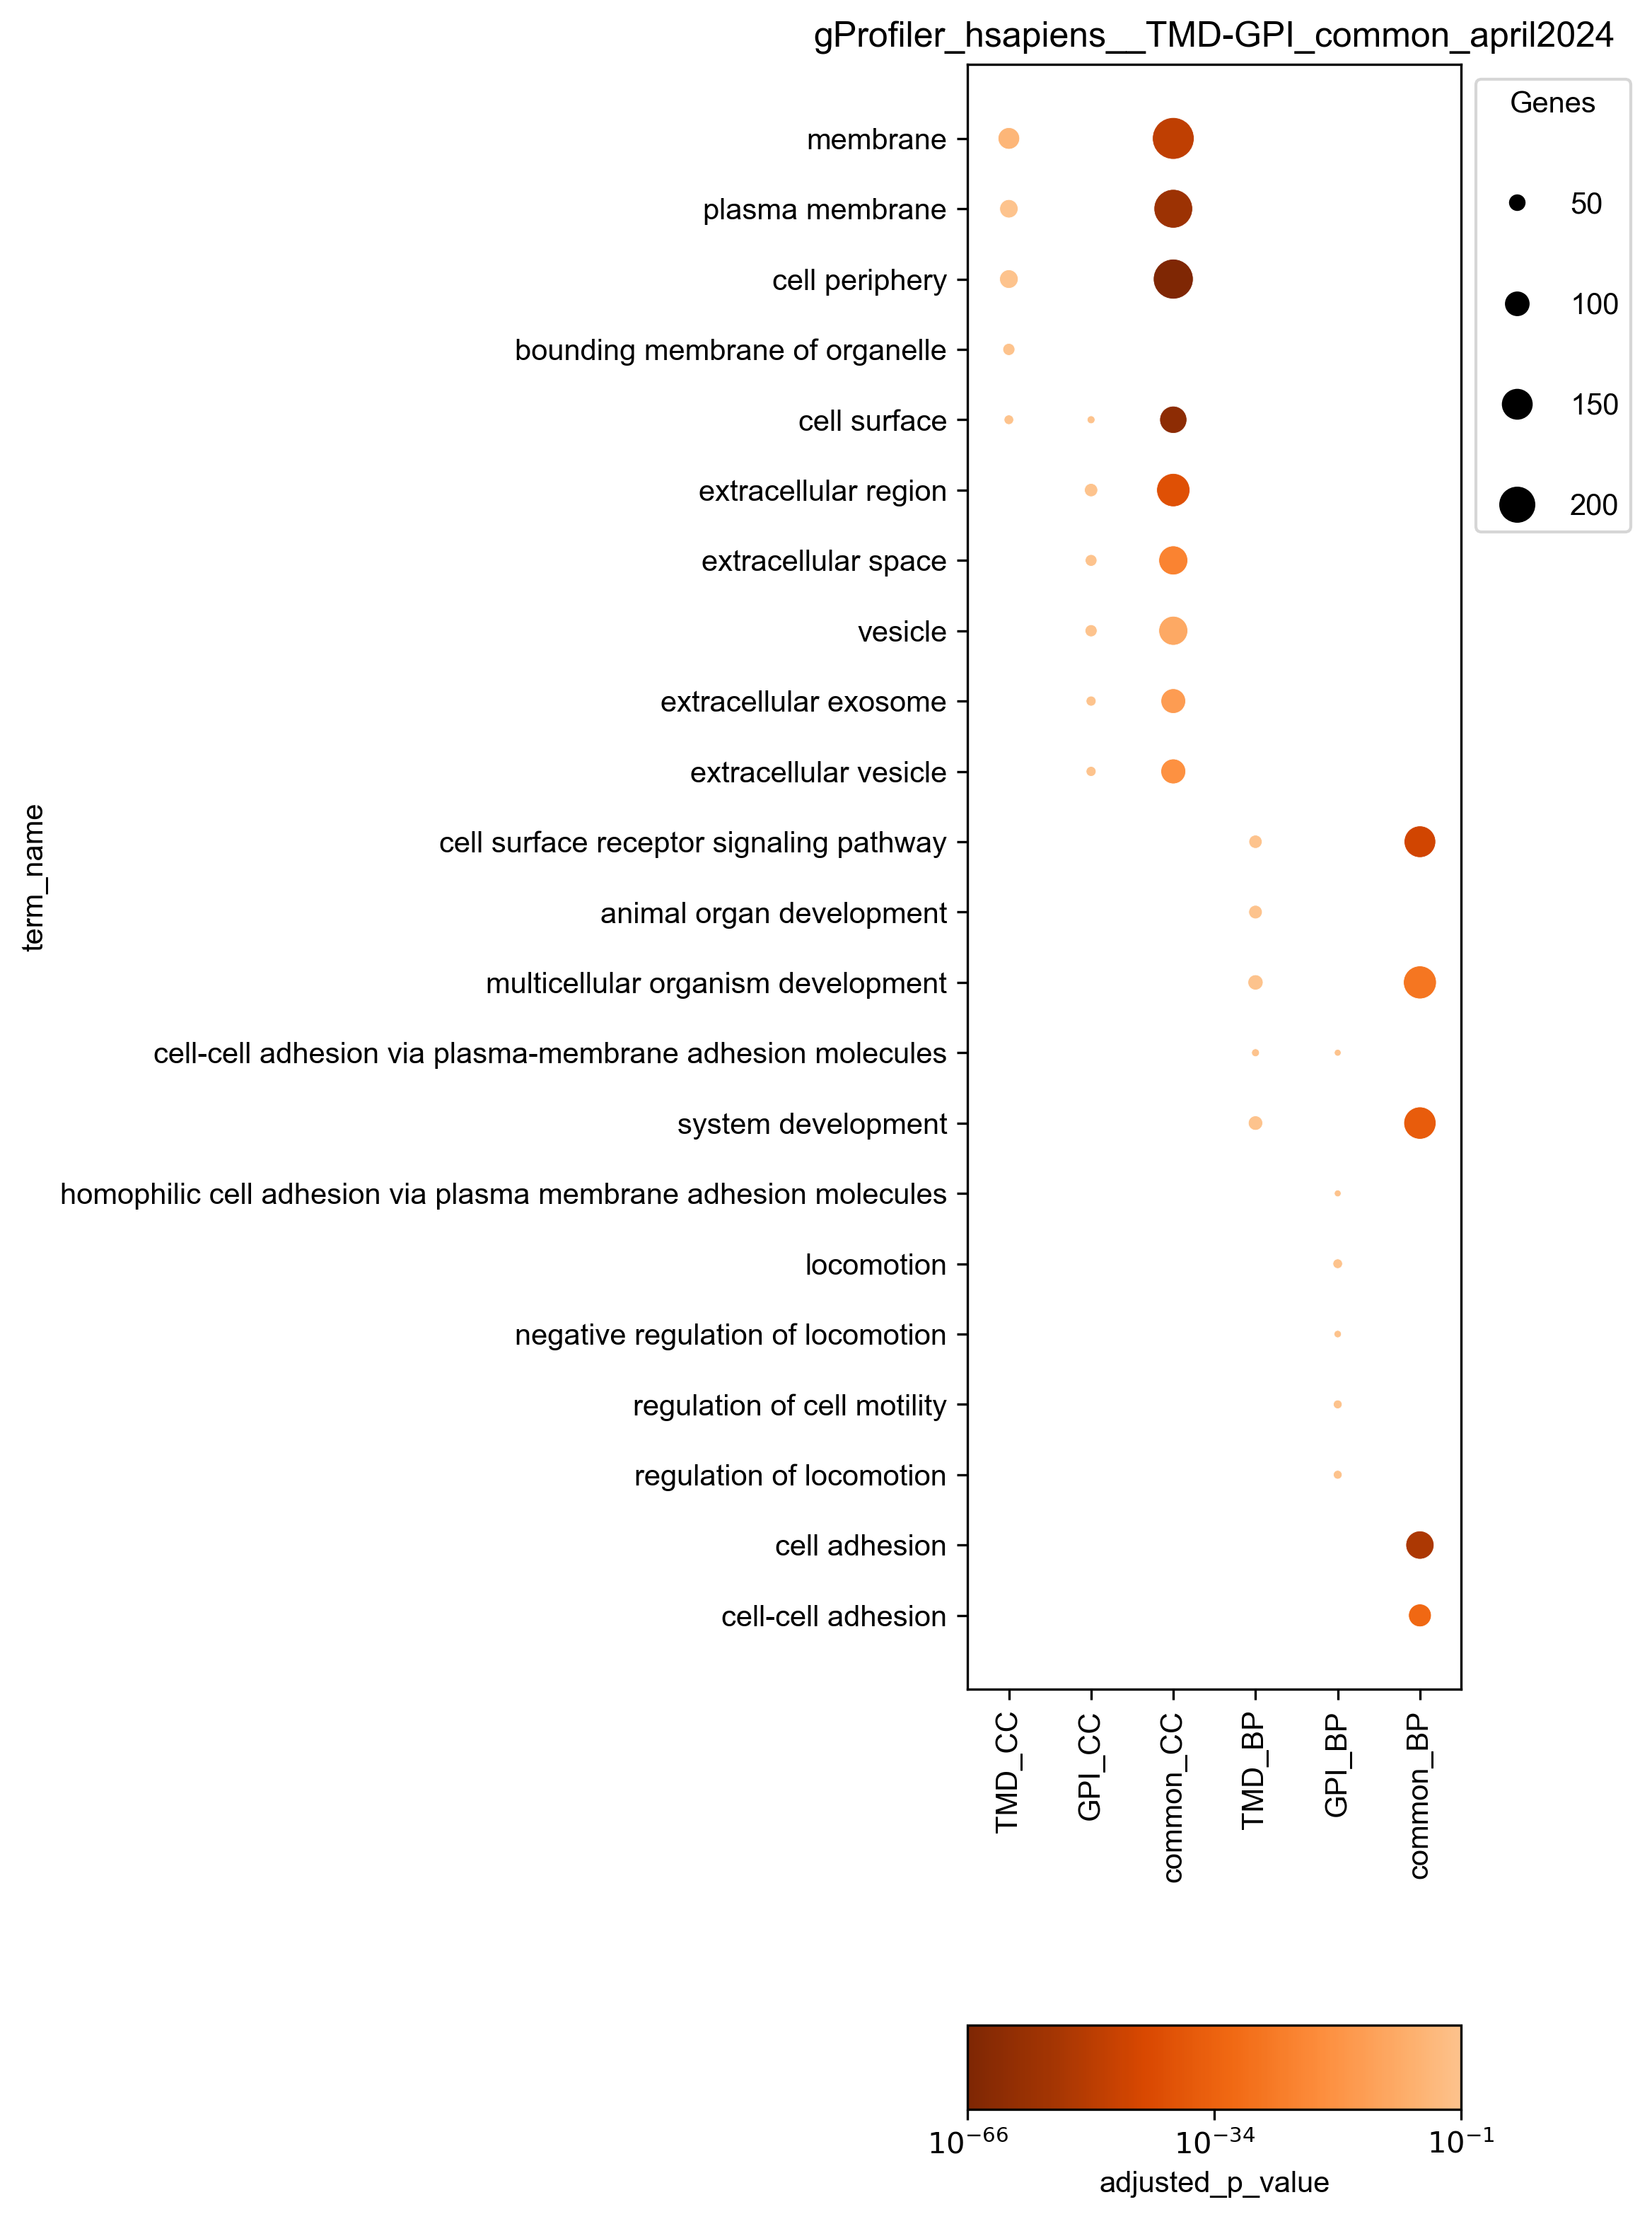 gProfiler_hsapiens__TMD-GPI_common_april2024
Genes
50
100
150
200
term_name
membrane
plasma membrane
cell periphery
bounding membrane of organelle
cell surface
extracellular region
extracellular space
vesicle
extracellular exosome
extracellular vesicle
cell surface receptor signaling pathway
animal organ development
multicellular organism development
cell-cell adhesion via plasma-membrane adhesion molecules
system development
homophilic cell adhesion via plasma membrane adhesion molecules
locomotion
negative regulation of locomotion
regulation of cell motility
regulation of locomotion
cell adhesion
cell-cell adhesion
TMD_CC
GPI_CC
common_CC
TMD_BP
GPI_BP
common_BP
10⁻⁶⁶ 10⁻³⁴ 10⁻¹
adjusted_p_value